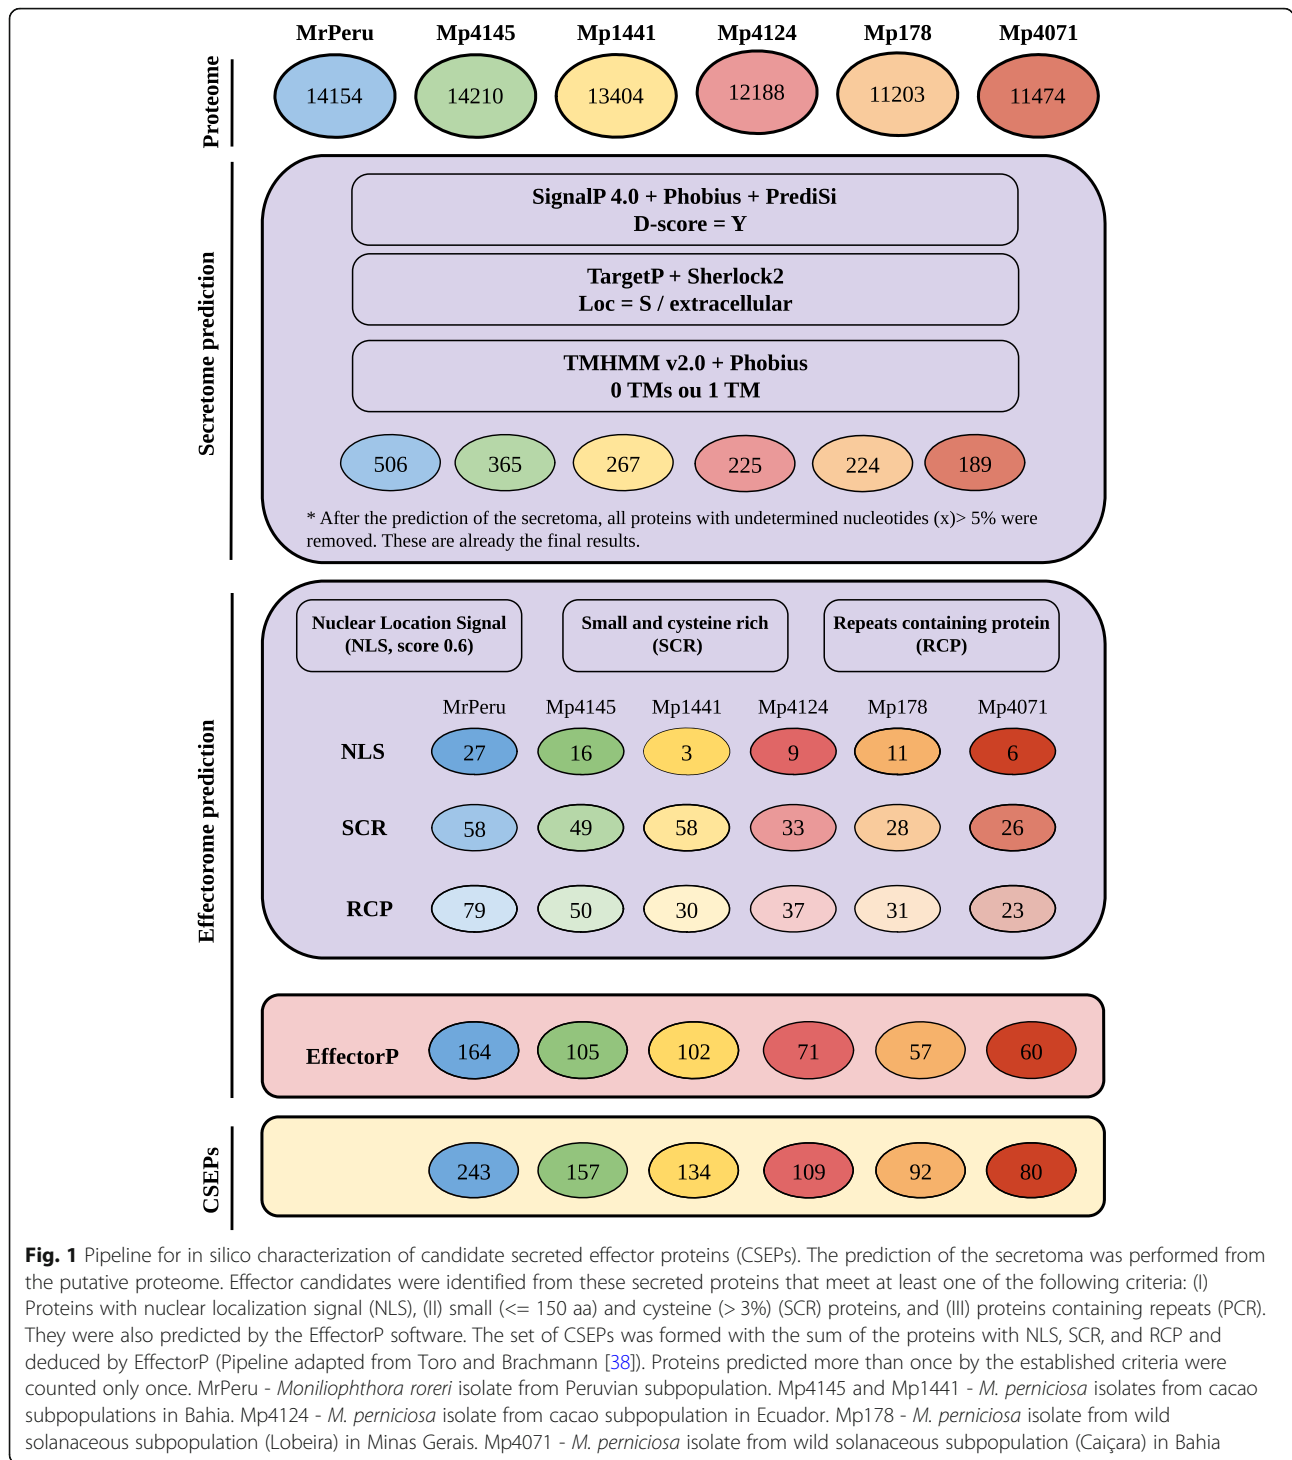 MrPeru Mp4145 Mp1441 Mp4124 Mp178 Mp4071
Proteome
14154 14210 13404 12188 11203 11474
Secretome prediction
SignalP 4.0 + Phobius + PrediSi
D-score = Y
TargetP + Sherlock2
Loc = S / extracellular
TMHMM v2.0 + Phobius
0 TMs ou 1 TM
506 365 267 225 224 189
* After the prediction of the secretoma, all proteins with undetermined nucleotides (x)> 5% were
removed. These are already the final results.
Effectorome prediction
Nuclear Location Signal
(NLS, score 0.6)
Small and cysteine rich
(SCR)
Repeats containing protein
(RCP)
MrPeru Mp4145 Mp1441 Mp4124 Mp178 Mp4071
NLS 27 16 3 9 11 6
SCR 58 49 58 33 28 26
RCP 79 50 30 37 31 23
EffectorP 164 105 102 71 57 60
CSEPs
243 157 134 109 92 80
Fig. 1 Pipeline for in silico characterization of candidate secreted effector proteins (CSEPs). The prediction of the secretoma was performed from
the putative proteome. Effector candidates were identified from these secreted proteins that meet at least one of the following criteria: (I)
Proteins with nuclear localization signal (NLS), (II) small (<= 150 aa) and cysteine (> 3%) (SCR) proteins, and (III) proteins containing repeats (PCR).
They were also predicted by the EffectorP software. The set of CSEPs was formed with the sum of the proteins with NLS, SCR, and RCP and
deduced by EffectorP (Pipeline adapted from Toro and Brachmann [38]). Proteins predicted more than once by the established criteria were
counted only once. MrPeru - Moniliophthora roreri isolate from Peruvian subpopulation. Mp4145 and Mp1441 - M. perniciosa isolates from cacao
subpopulations in Bahia. Mp4124 - M. perniciosa isolate from cacao subpopulation in Ecuador. Mp178 - M. perniciosa isolate from wild
solanaceous subpopulation (Lobeira) in Minas Gerais. Mp4071 - M. perniciosa isolate from wild solanaceous subpopulation (Caiçara) in Bahia